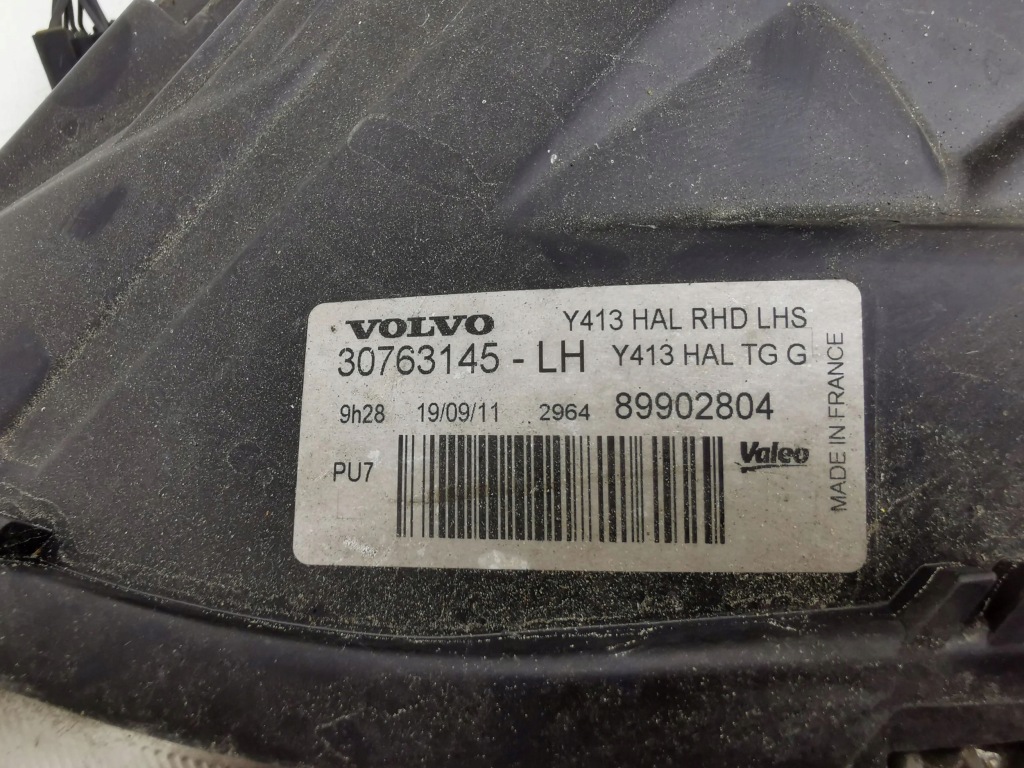 VOLVO Y413 HAL RHD LHS
30763145 - LH Y413 HAL TG G
9h28 19/09/11 2964 89902804
PU7 Valeo
MADE IN FRANCE